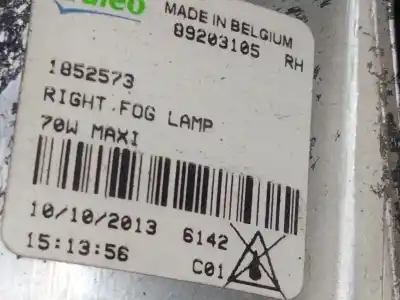 Valeo
MADE IN BELGIUM
89203105 RH
1852573
RIGHT-FOG LAMP
70W MAXI
10/10/2013 6142
15:13:56 C01